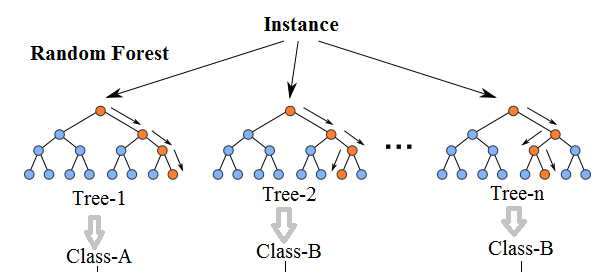 Instance
Random Forest
...
Tree-1
Tree-2
Tree-n
Class-A
Class-B
Class-B